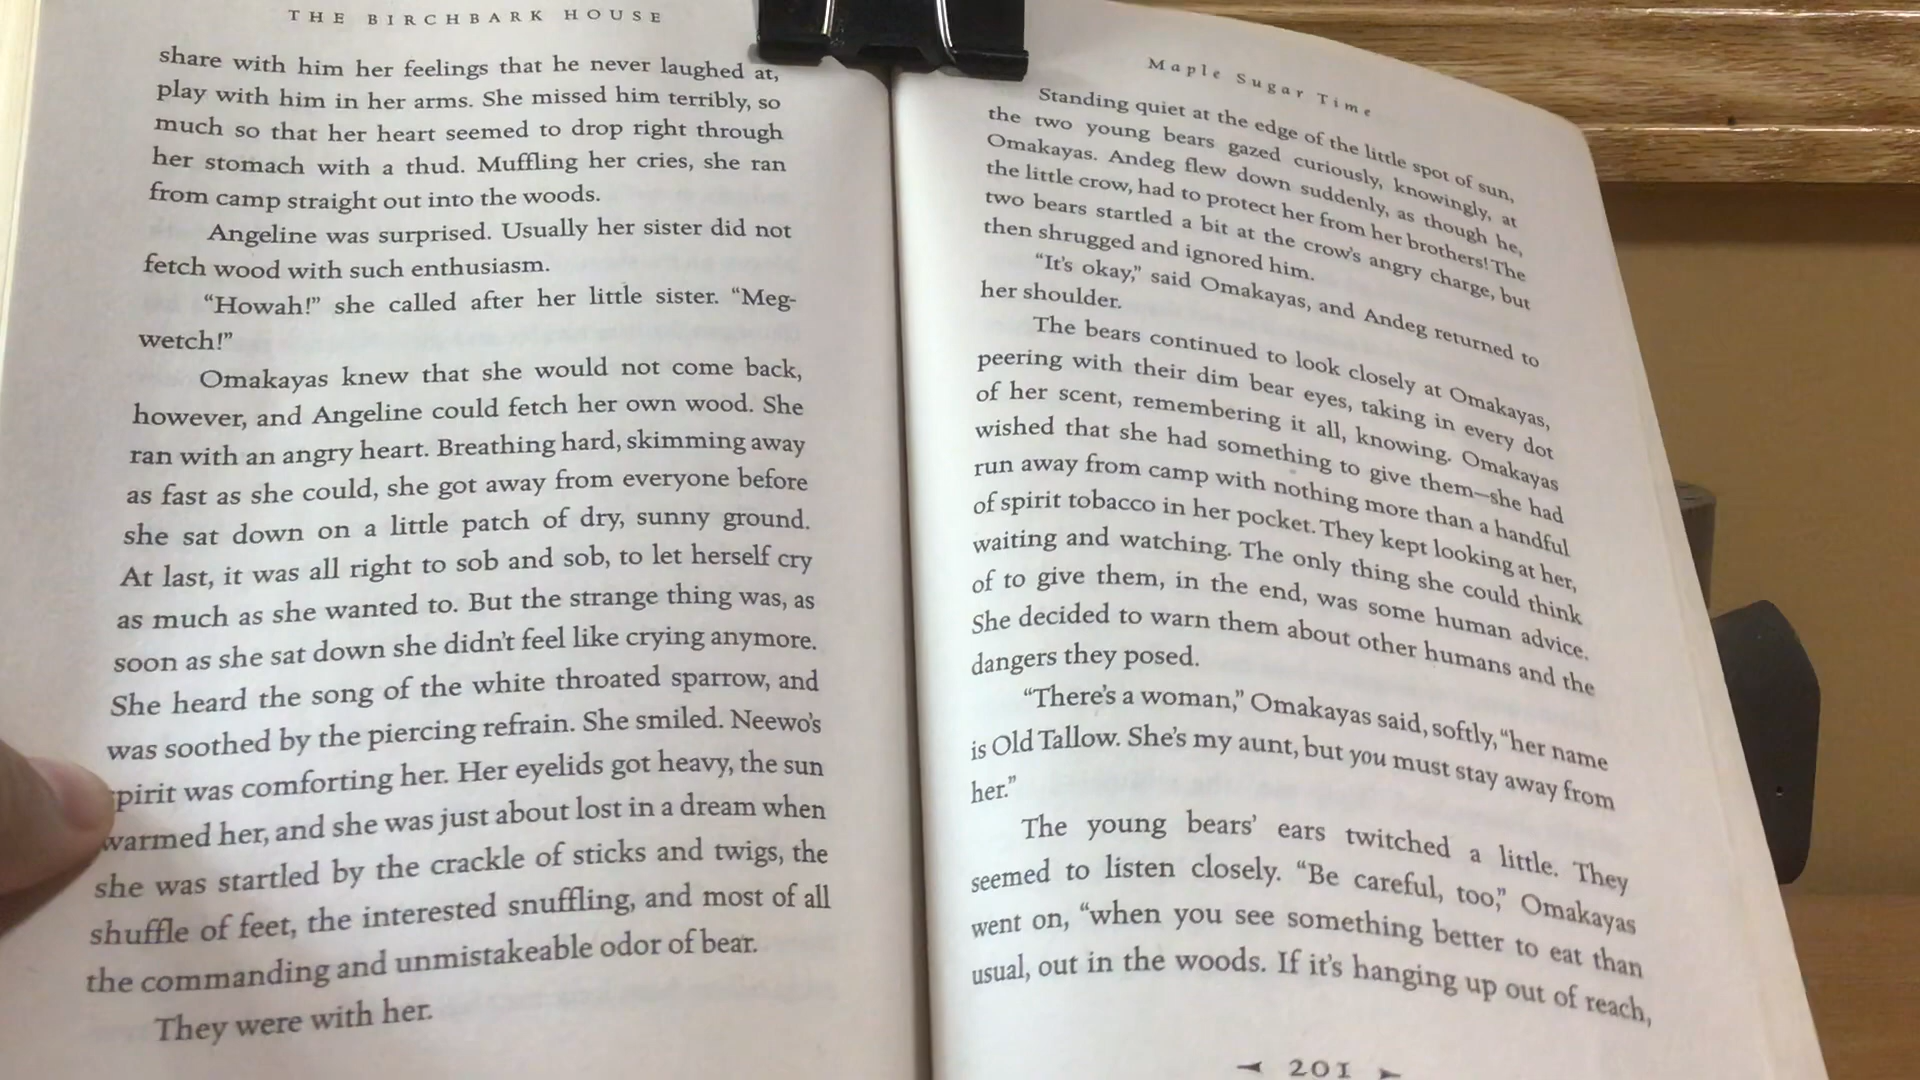 THE BIRCHBARK HOUSE
share with him her feelings that he never laughed at,
play with him in her arms. She missed him terribly, so
much so that her heart seemed to drop right through
her stomach with a thud. Muffling her cries, she ran
from camp straight out into the woods.
Angeline was surprised. Usually her sister did not
fetch wood with such enthusiasm.
“Howah!” she called after her little sister. “Meg-
wetch!”
Omakayas knew that she would not come back,
however, and Angeline could fetch her own wood. She
ran with an angry heart. Breathing hard, skimming away
as fast as she could, she got away from everyone before
she sat down on a little patch of dry, sunny ground.
At last, it was all right to sob and sob, to let herself cry
as much as she wanted to. But the strange thing was, as
soon as she sat down she didn’t feel like crying anymore.
She heard the song of the white throated sparrow, and
was soothed by the piercing refrain. She smiled. Neewo’s
spirit was comforting her. Her eyelids got heavy, the sun
warmed her, and she was just about lost in a dream when
she was startled by the crackle of sticks and twigs, the
shuffle of feet, the interested snuffling, and most of all
the commanding and unmistakeable odor of bear.
They were with her.
Maple Sugar Time
Standing quiet at the edge of the little spot of sun,
the two young bears gazed curiously, knowingly, at
Omakayas. Andeg flew down suddenly, as though he,
the little crow, had to protect her from her brothers! The
two bears startled a bit at the crow’s angry charge, but
then shrugged and ignored him.
“It’s okay,” said Omakayas, and Andeg returned to
her shoulder.
The bears continued to look closely at Omakayas,
peering with their dim bear eyes, taking in every dot
of her scent, remembering it all, knowing. Omakayas
wished that she had something to give them—she had
run away from camp with nothing more than a handful
of spirit tobacco in her pocket. They kept looking at her,
waiting and watching. The only thing she could think
of to give them, in the end, was some human advice.
She decided to warn them about other humans and the
dangers they posed.
“There’s a woman,” Omakayas said, softly, “her name
is Old Tallow. She’s my aunt, but you must stay away from
her.”
The young bears’ ears twitched a little. They
seemed to listen closely. “Be careful, too,” Omakayas
went on, “when you see something better to eat than
usual, out in the woods. If it’s hanging up out of reach,
201